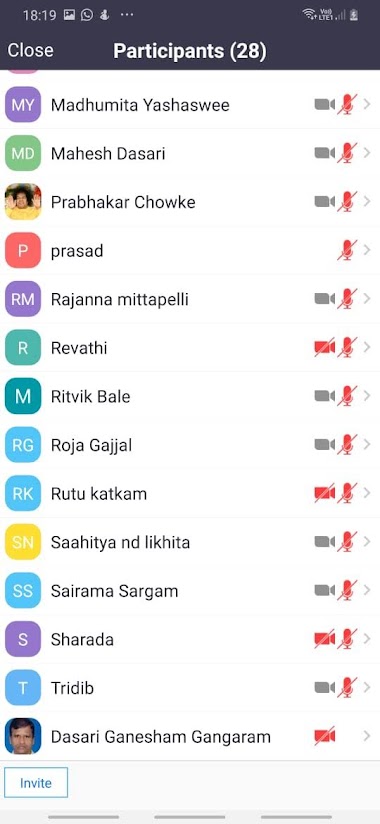 18:19
Vo))
LTE1
Close Participants (28)
MY Madhumita Yashaswee
MD Mahesh Dasari
Prabhakar Chowke
P prasad
RM Rajanna mittapelli
R Revathi
M Ritvik Bale
RG Roja Gajjal
RK Rutu katkam
SN Saahitya nd likhita
SS Sairama Sargam
S Sharada
T Tridib
Dasari Ganesham Gangaram
Invite